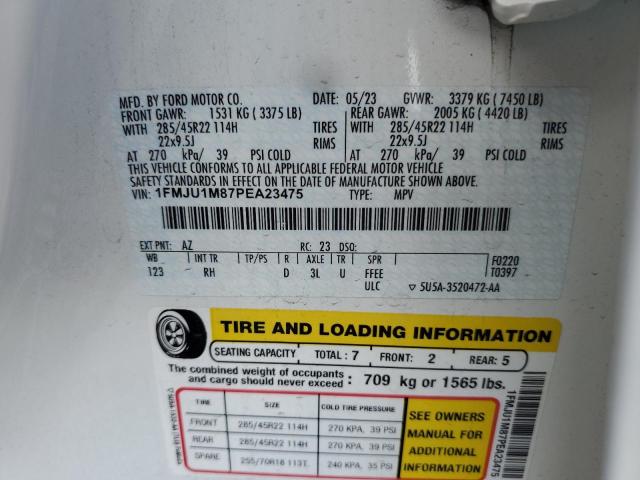 MFD. BY FORD MOTOR CO. DATE: 05/23 GVWR: 3379 KG ( 7450 LB)
FRONT GAWR: 1531 KG ( 3375 LB) REAR GAWR: 2005 KG ( 4420 LB)
WITH 285/45R22 114H TIRES WITH 285/45R22 114H TIRES
22x9.5J RIMS 22x9.5J RIMS
AT 270 kPa/ 39 PSI COLD AT 270 kPa/ 39 PSI COLD
THIS VEHICLE CONFORMS TO ALL APPLICABLE FEDERAL MOTOR VEHICLE
SAFETY STANDARDS IN EFFECT ON THE DATE OF MANUFACTURE SHOWN ABOVE.
VIN: 1FMJU1M87PEA23475 TYPE: MPV
EXT PNT: AZ RC: 23 DSO:
WB INT TR TP/PS R AXLE TR SPR F0220
123 RH D 3L U FFEE T0397
ULC ▽ 5U5A-3520472-AA
TIRE AND LOADING INFORMATION
SEATING CAPACITY TOTAL : 7 FRONT: 2 REAR: 5
The combined weight of occupants
and cargo should never exceed : 709 kg or 1565 lbs.
TIRE SIZE COLD TIRE PRESSURE
FRONT 285/45R22 114H 270 KPA, 39 PSI
REAR 285/45R22 114H 270 KPA, 39 PSI
SPARE 255/70R18 113T 240 KPA, 35 PSI
SEE OWNERS
MANUAL FOR
ADDITIONAL
INFORMATION
1FMJU1M87PEA23475